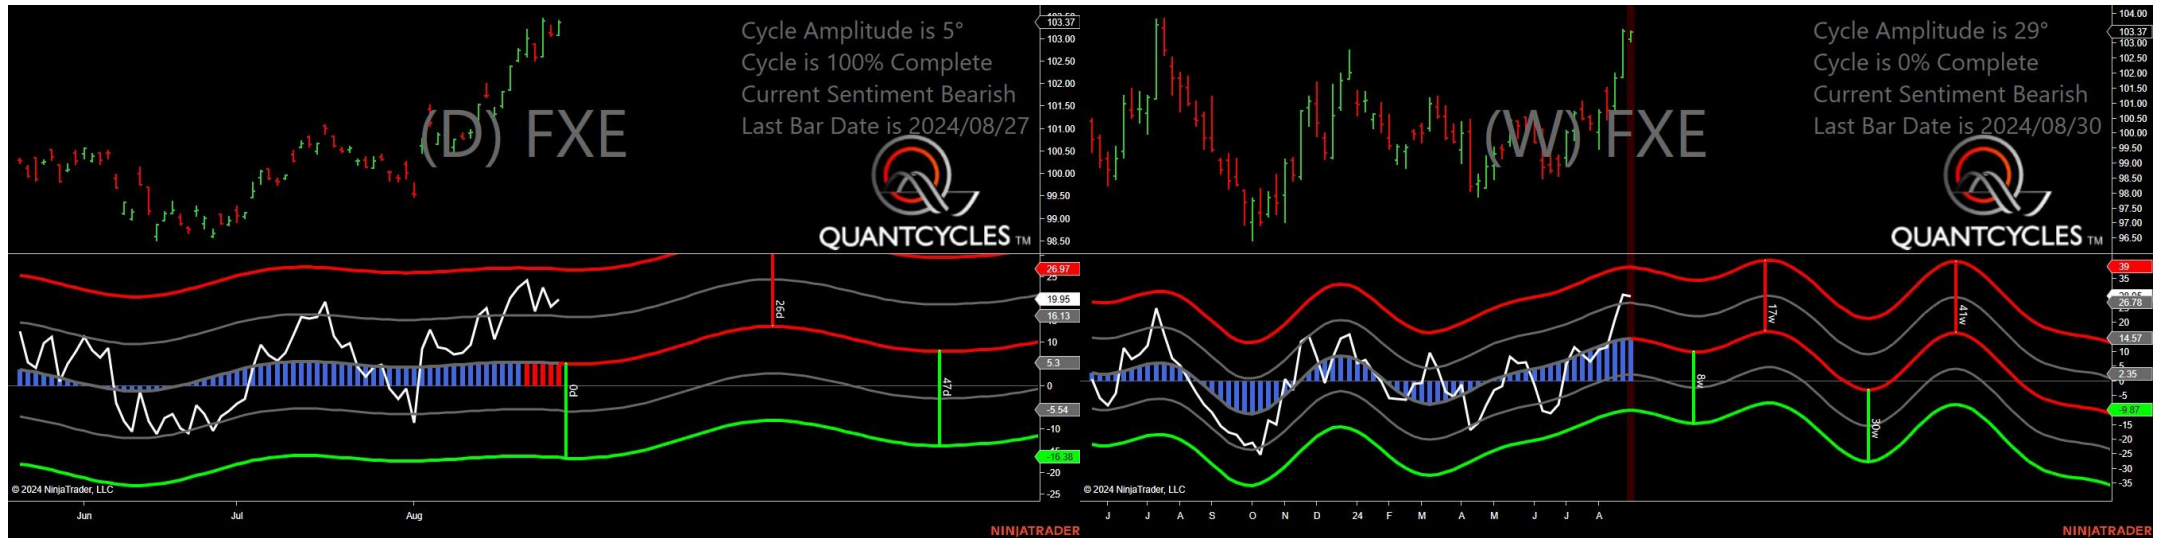 Cycle Amplitude is 5°
Cycle is 100% Complete
Current Sentiment Bearish
Last Bar Date is 2024/08/27
(D) FXE
QUANTCYCLES TM
103.37
103.00
102.50
102.00
101.50
101.00
100.50
100.00
99.50
99.00
98.50
26.97
25
19.95
16.13
10
5.3
0
-5.54
-10
-16.38
-20
-25
26d
0d
47d
© 2024 NinjaTrader, LLC
Jun
Jul
Aug
NINJATRADER
Cycle Amplitude is 29°
Cycle is 0% Complete
Current Sentiment Bearish
Last Bar Date is 2024/08/30
(W) FXE
QUANTCYCLES TM
104.00
103.37
103.00
102.50
102.00
101.50
101.00
100.50
100.00
99.50
99.00
98.50
98.00
97.50
97.00
96.50
39
35
26.78
20
14.57
10
5
2.35
-5
-9.87
-15
-20
-25
-30
-35
8w
17w
30w
41w
© 2024 NinjaTrader, LLC
J
J
A
S
O
N
D
24
F
M
A
M
J
J
A
NINJATRADER